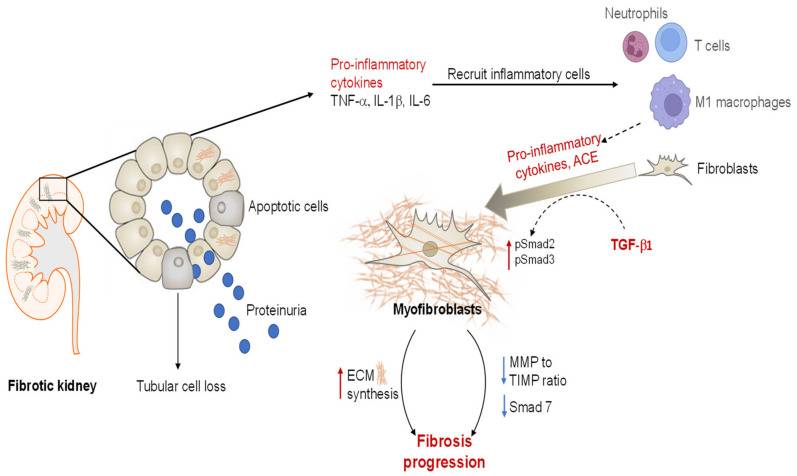 Neutrophils
T cells
Pro-inflammatory
cytokines
TNF-α, IL-1β, IL-6
Recruit inflammatory cells
M1 macrophages
Pro-inflammatory
cytokines, ACE
Fibroblasts
Apoptotic cells
pSmad2
pSmad3
TGF-β1
Proteinuria
Myofibroblasts
Fibrotic kidney
Tubular cell loss
ECM
synthesis
MMP to
TIMP ratio
Smad 7
Fibrosis
progression